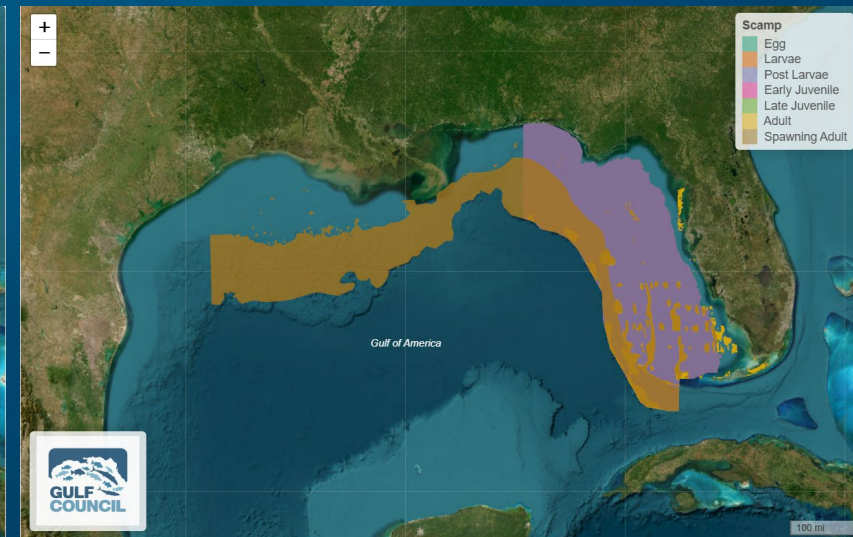 +
−
Scamp
Egg
Larvae
Post Larvae
Early Juvenile
Late Juvenile
Adult
Spawning Adult
Gulf of America
GULF
COUNCIL
100 mi